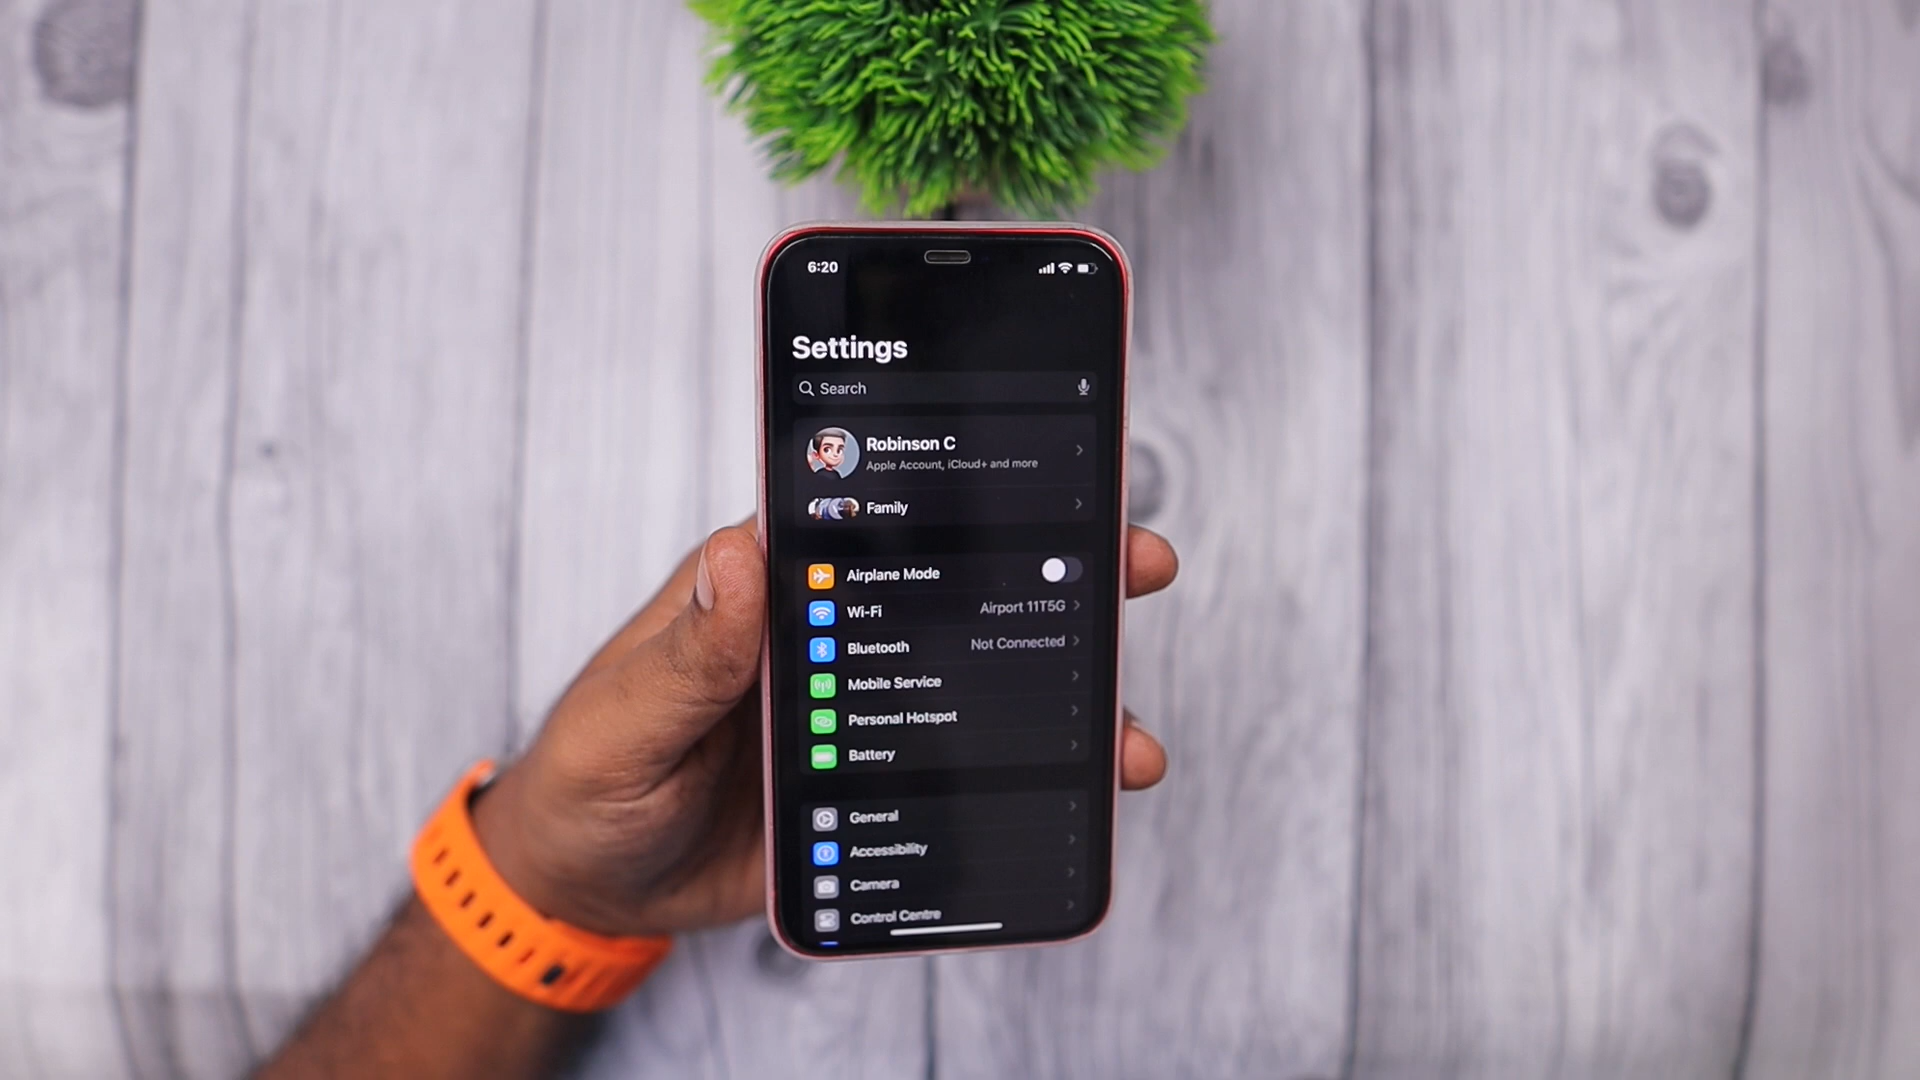 6:20
Settings
Search
Robinson C
Apple Account, iCloud+ and more
Family
Airplane Mode
Wi-Fi Airport 11T5G
Bluetooth Not Connected
Mobile Service
Personal Hotspot
Battery
General
Accessibility
Camera
Control Centre